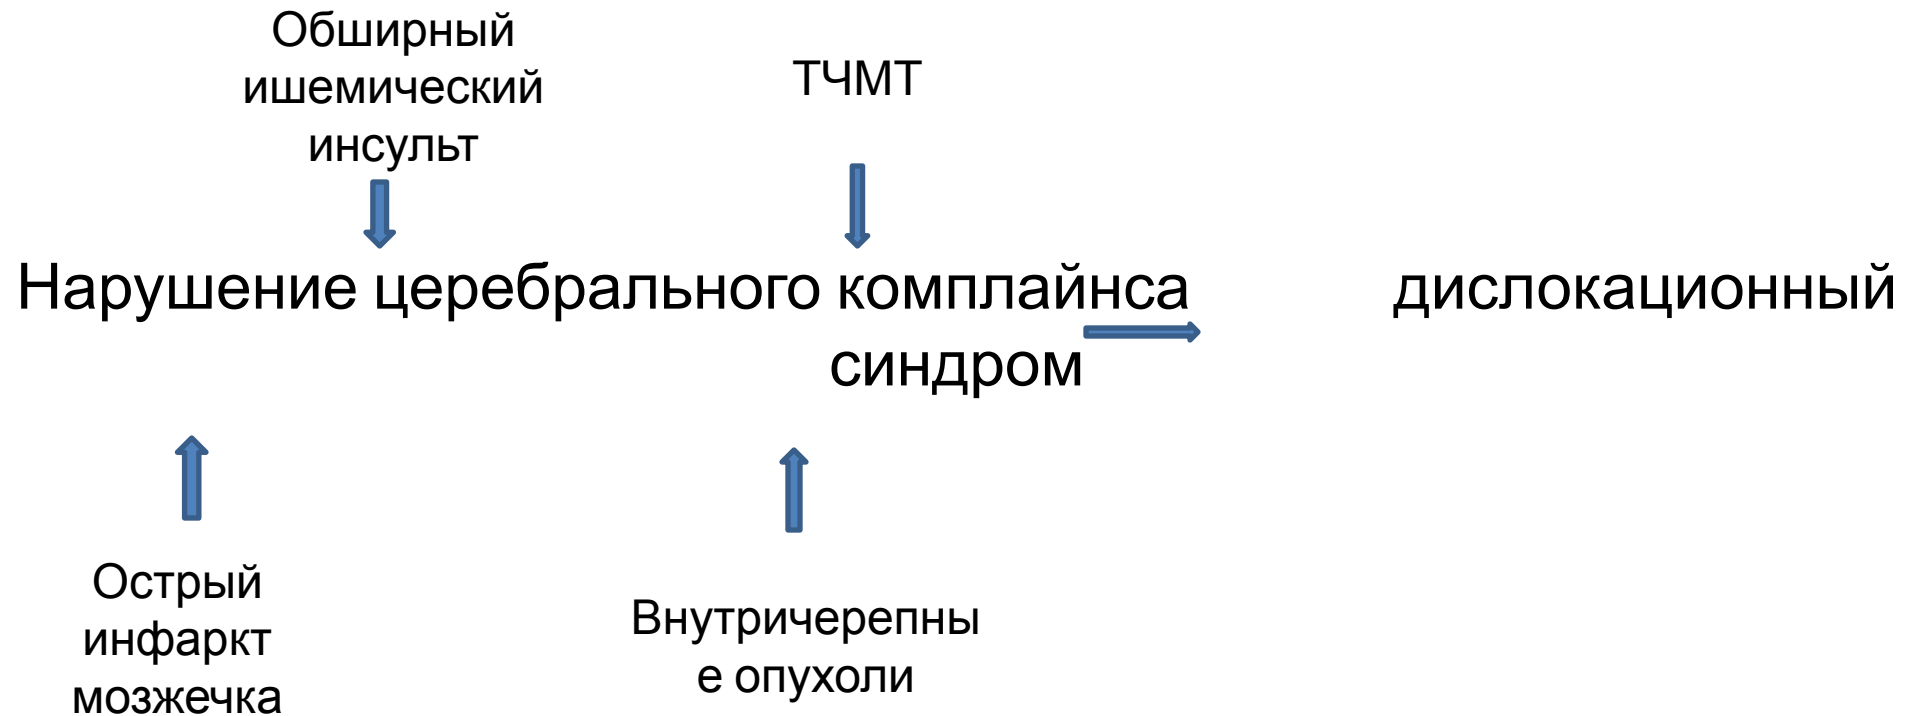 Обширный
ишемический
инсульт
ТЧМТ
Нарушение церебрального комплайнса дислокационный
синдром
Острый
инфаркт
мозжечка
Внутричерепны
е опухоли